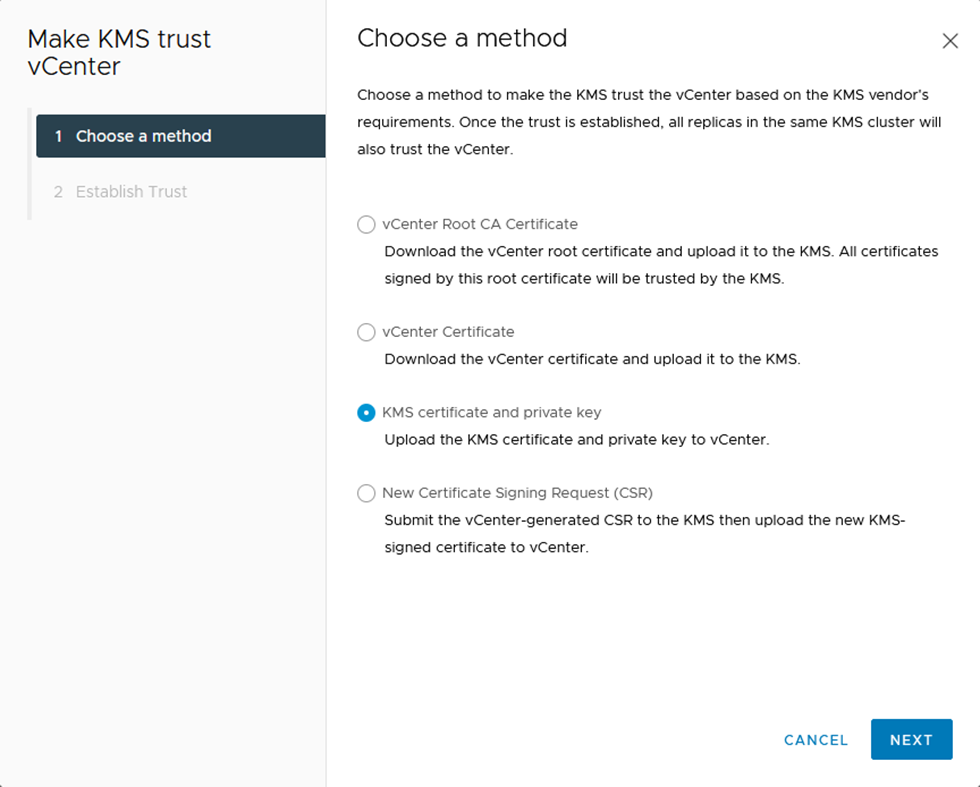 Make KMS trust
vCenter
1 Choose a method
2 Establish Trust
Choose a method
Choose a method to make the KMS trust the vCenter based on the KMS vendor's
requirements. Once the trust is established, all replicas in the same KMS cluster will
also trust the vCenter.
vCenter Root CA Certificate
Download the vCenter root certificate and upload it to the KMS. All certificates
signed by this root certificate will be trusted by the KMS.
vCenter Certificate
Download the vCenter certificate and upload it to the KMS.
KMS certificate and private key
Upload the KMS certificate and private key to vCenter.
New Certificate Signing Request (CSR)
Submit the vCenter-generated CSR to the KMS then upload the new KMS-
signed certificate to vCenter.
CANCEL NEXT